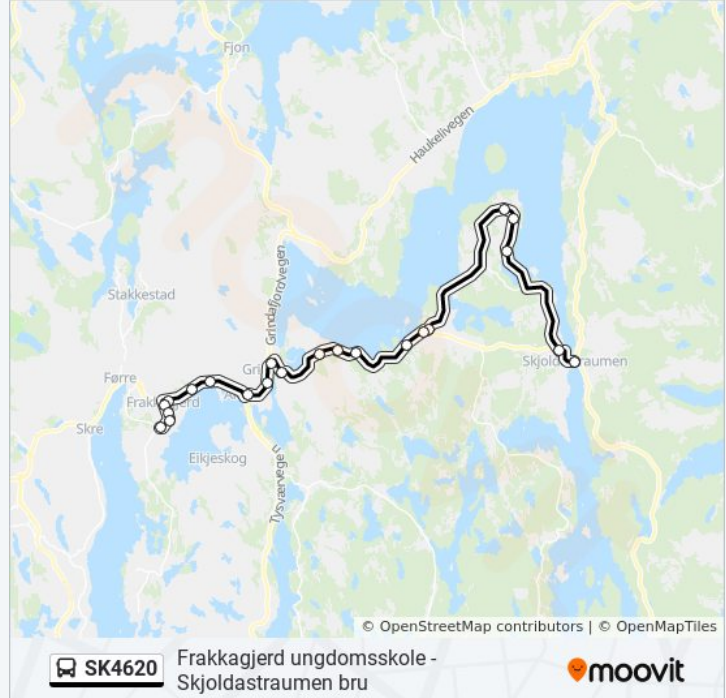 Fjon
Haukelivegen
Grindafjordvegen
Stakkestad
Skjoldastraumen
Førre
Frakkagjerd
Skre
Eikjeskog
Tysværvegen
© OpenStreetMap contributors | © OpenMapTiles
SK4620
Frakkagjerd ungdomsskole -
Skjoldastraumen bru
moovit